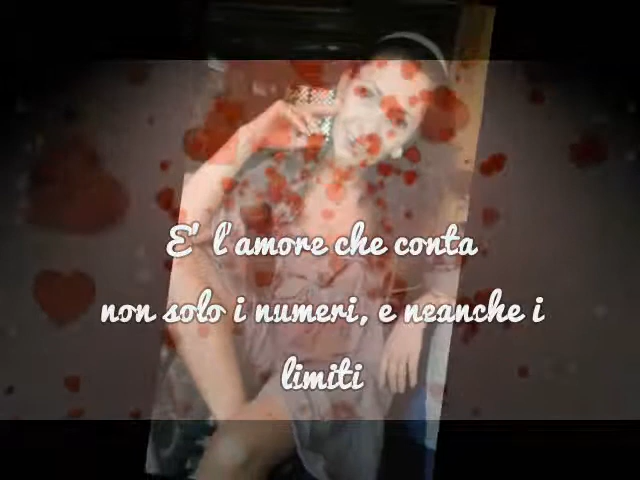 E' l'amore che conta
non solo i numeri, e neanche i
limiti